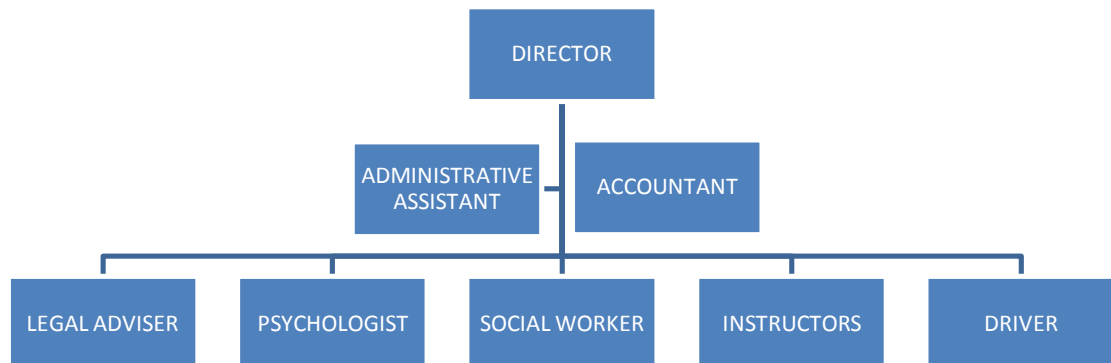 DIRECTOR
ADMINISTRATIVE
ASSISTANT
ACCOUNTANT
LEGAL ADVISER
PSYCHOLOGIST
SOCIAL WORKER
INSTRUCTORS
DRIVER